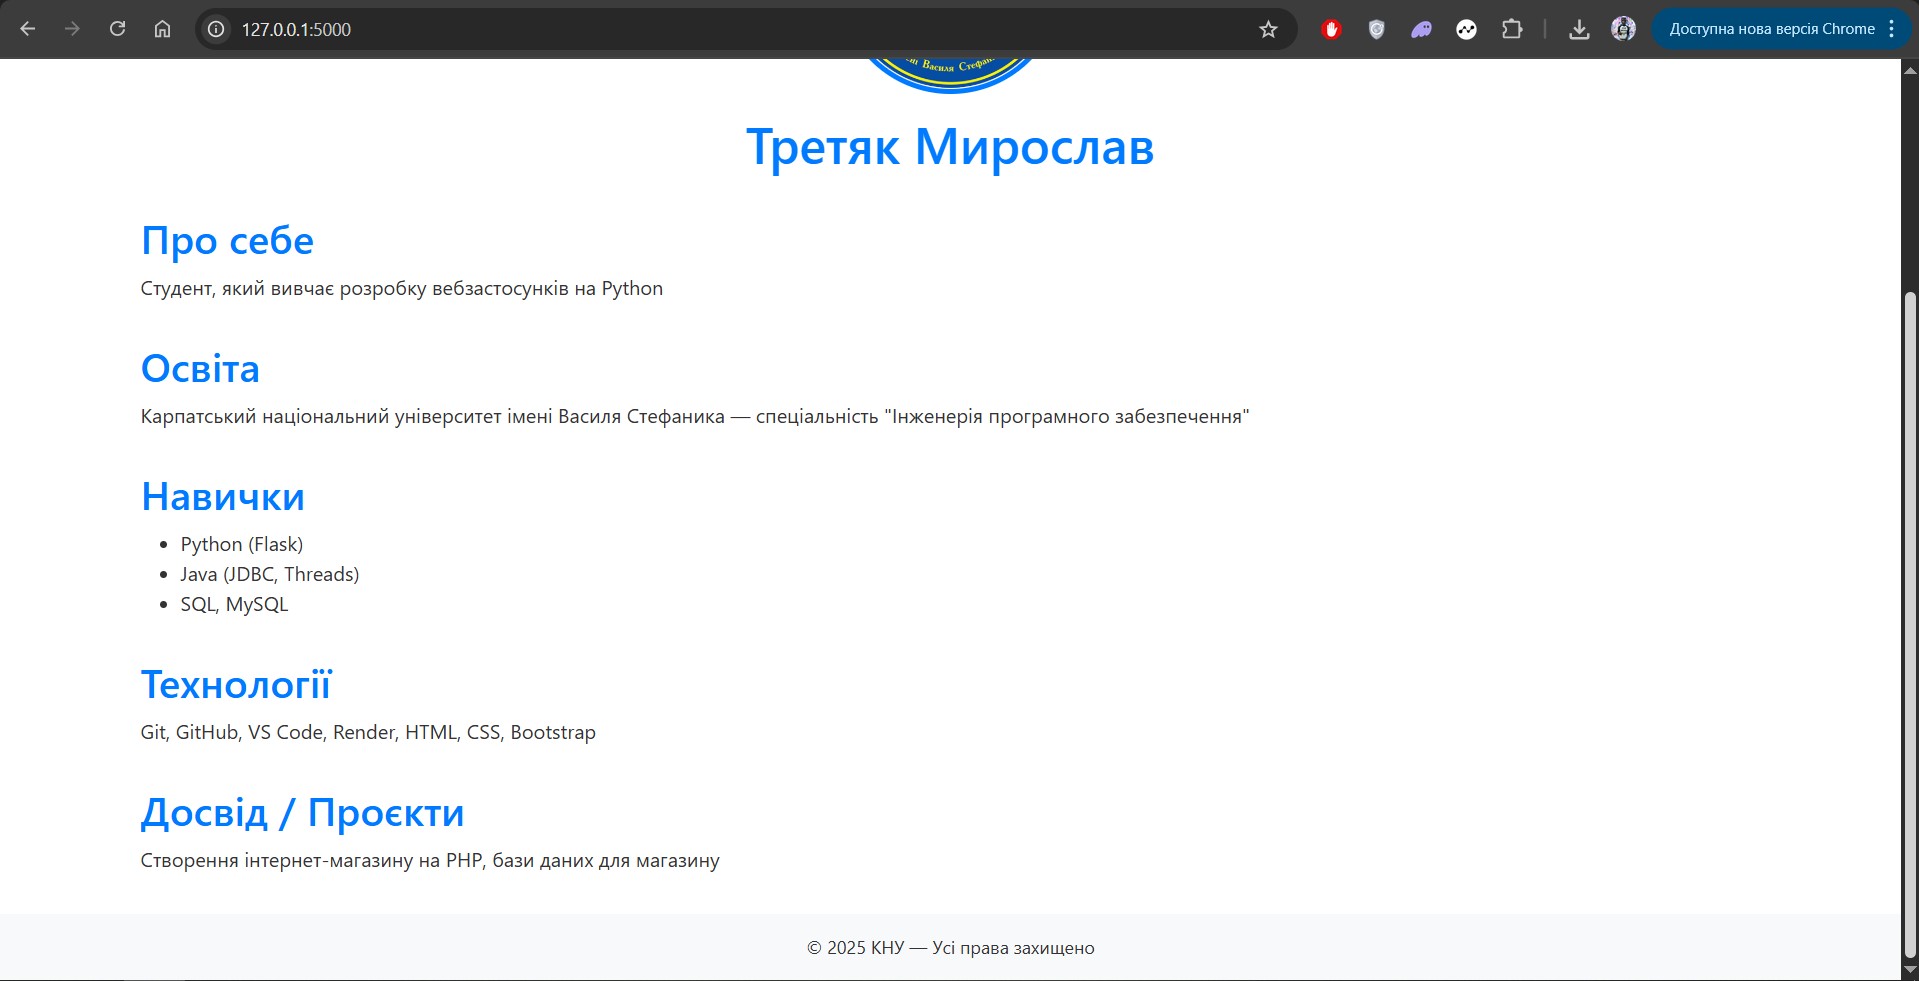 127.0.0.1:5000
Доступна нова версія Chrome
Василя Стефан
Третяк Мирослав
Про себе
Студент, який вивчає розробку вебзастосунків на Python
Освіта
Карпатський національний університет імені Василя Стефаника — спеціальність "Інженерія програмного забезпечення"
Навички
• Python (Flask)
• Java (JDBC, Threads)
• SQL, MySQL
Технології
Git, GitHub, VS Code, Render, HTML, CSS, Bootstrap
Досвід / Проєкти
Створення інтернет-магазину на PHP, бази даних для магазину
© 2025 КНУ — Усі права захищено